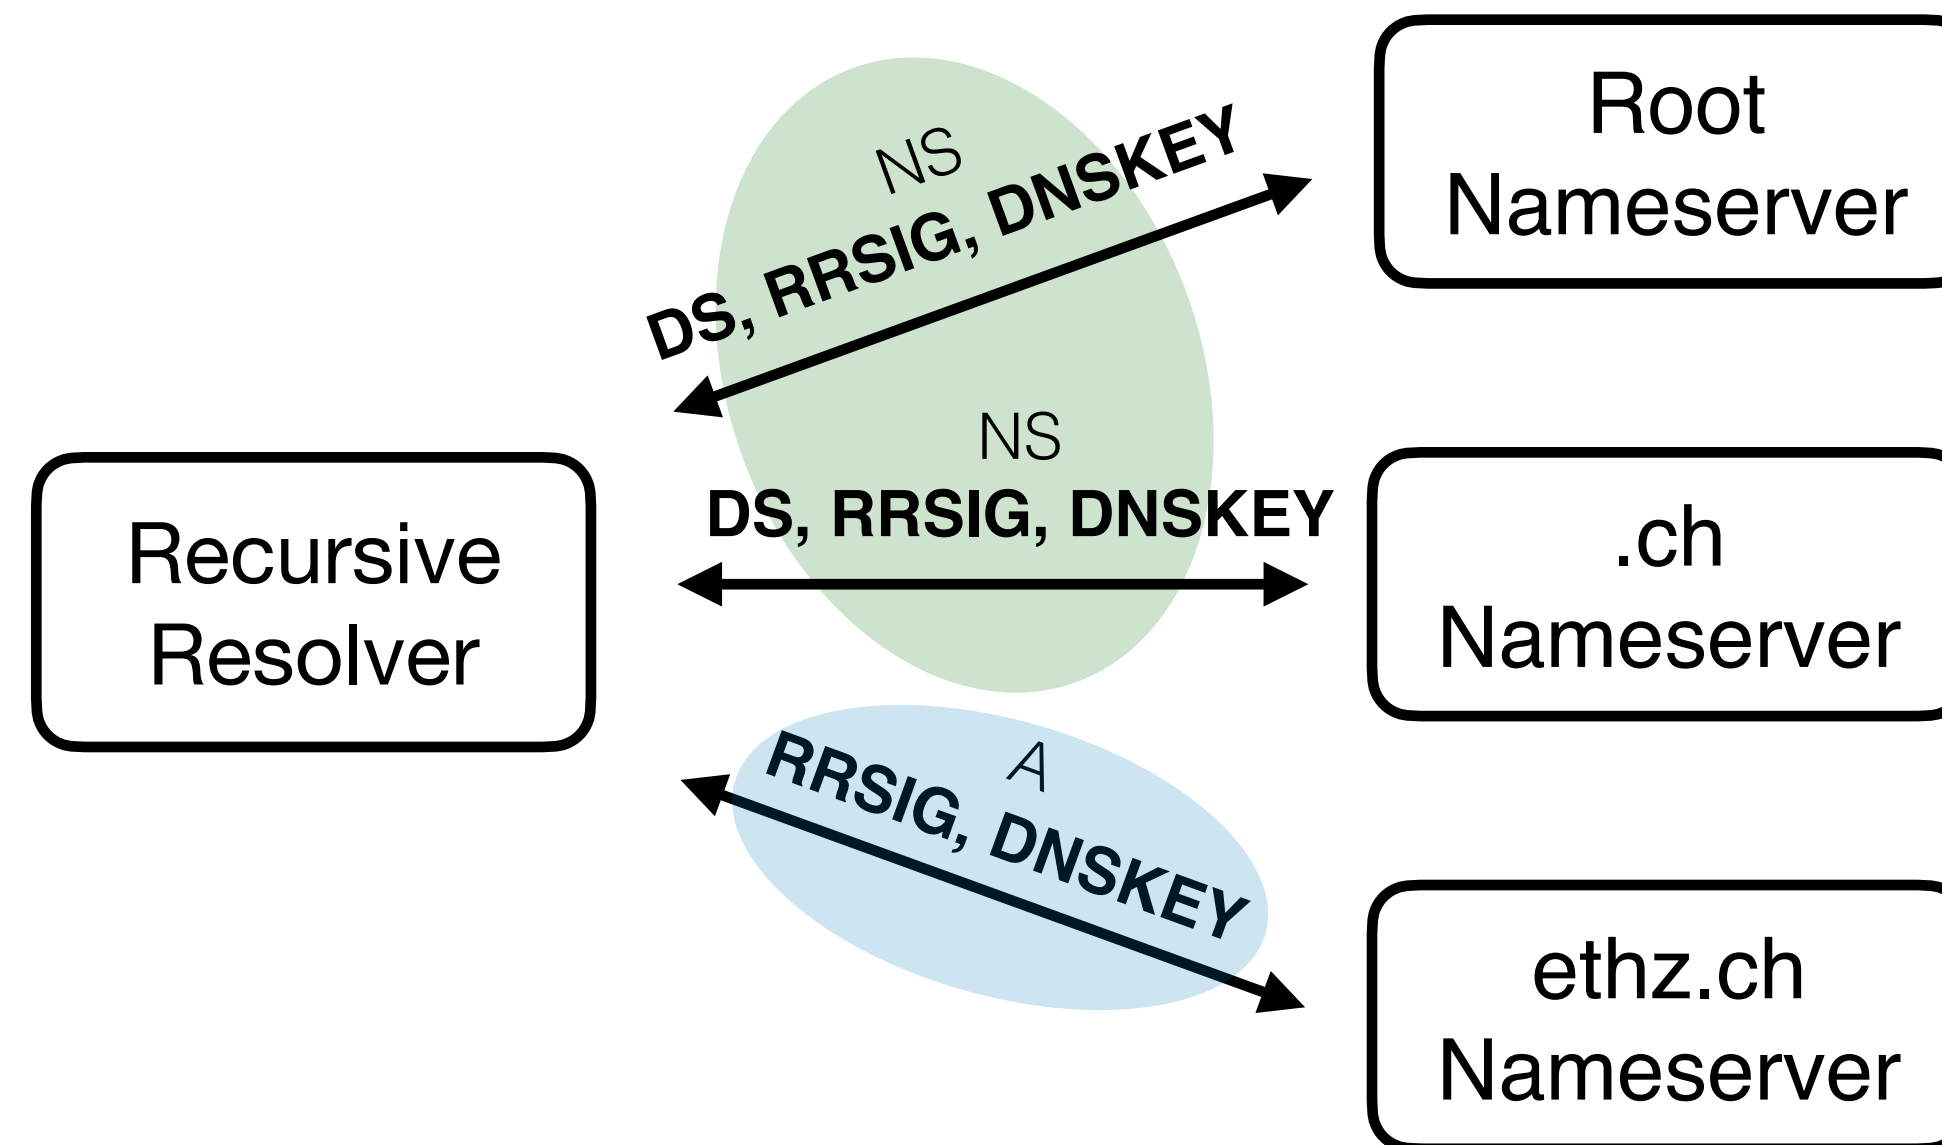 Root
Nameserver
NS
DS, RRSIG, DNSKEY
NS
DS, RRSIG, DNSKEY
Recursive
Resolver
.ch
Nameserver
A
RRSIG, DNSKEY
ethz.ch
Nameserver